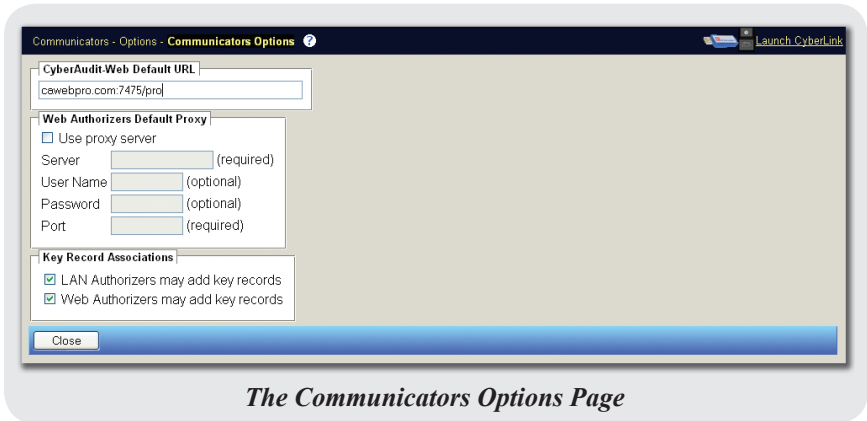 Communicators - Options - Communicators Options ?
Launch CyberLink
CyberAudit-Web Default URL
cawebpro.com:7475/pro
Web Authorizers Default Proxy
Use proxy server
Server (required)
User Name (optional)
Password (optional)
Port (required)
Key Record Associations
LAN Authorizers may add key records
Web Authorizers may add key records
Close
The Communicators Options Page